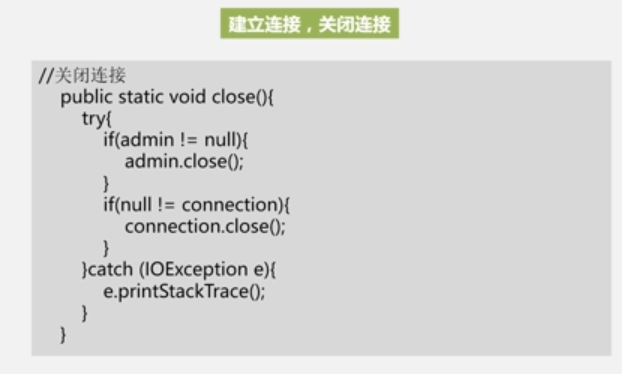 建立连接，关闭连接
//关闭连接
public static void close(){
try{
if(admin != null){
admin.close();
}
if(null != connection){
connection.close();
}
}catch (IOException e){
e.printStackTrace();
}
}